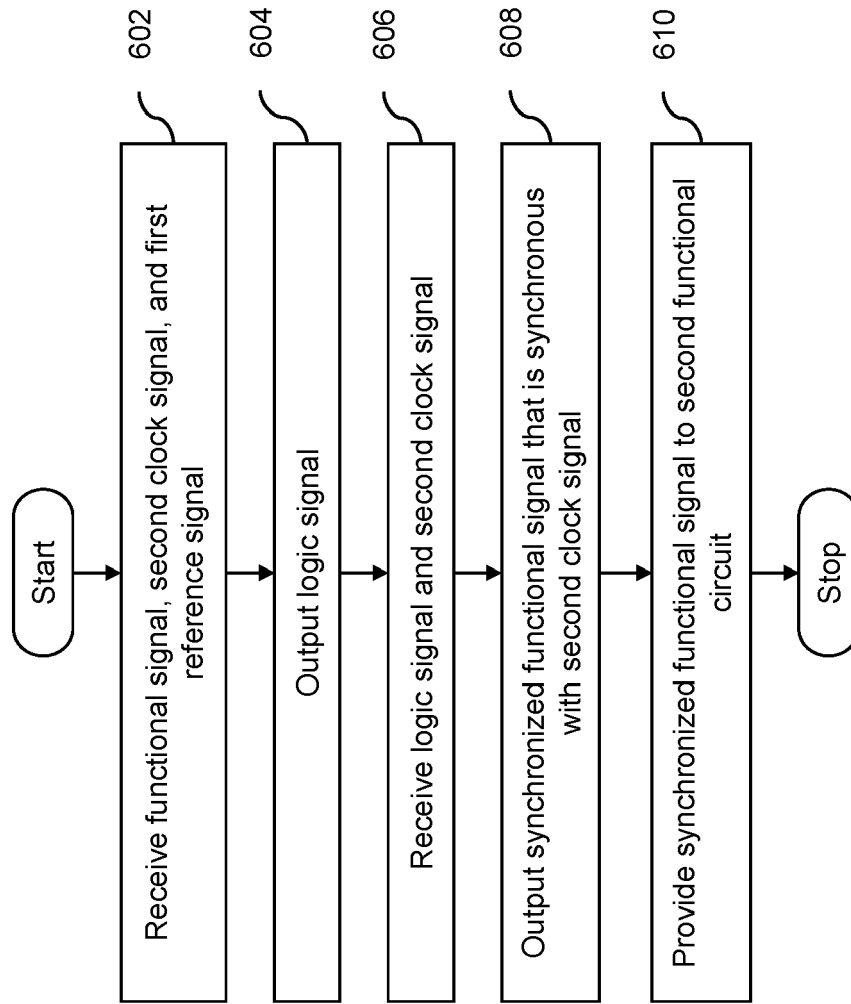 Start
Receive functional signal, second clock signal, and first
reference signal
602
Output logic signal
604
Receive logic signal and second clock signal
606
Output synchronized functional signal that is synchronous
with second clock signal
608
Provide synchronized functional signal to second functional
circuit
610
Stop